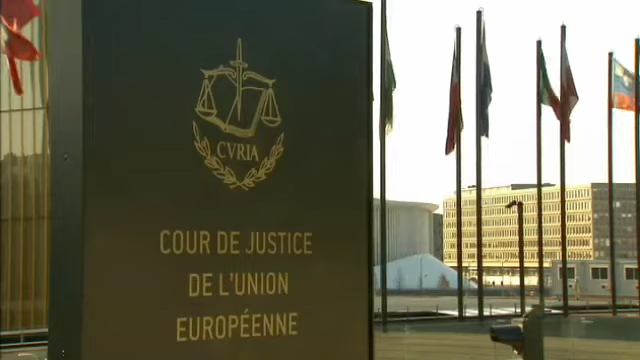 CVRIA
COUR DE JUSTICE
DE L'UNION
EUROPÉENNE